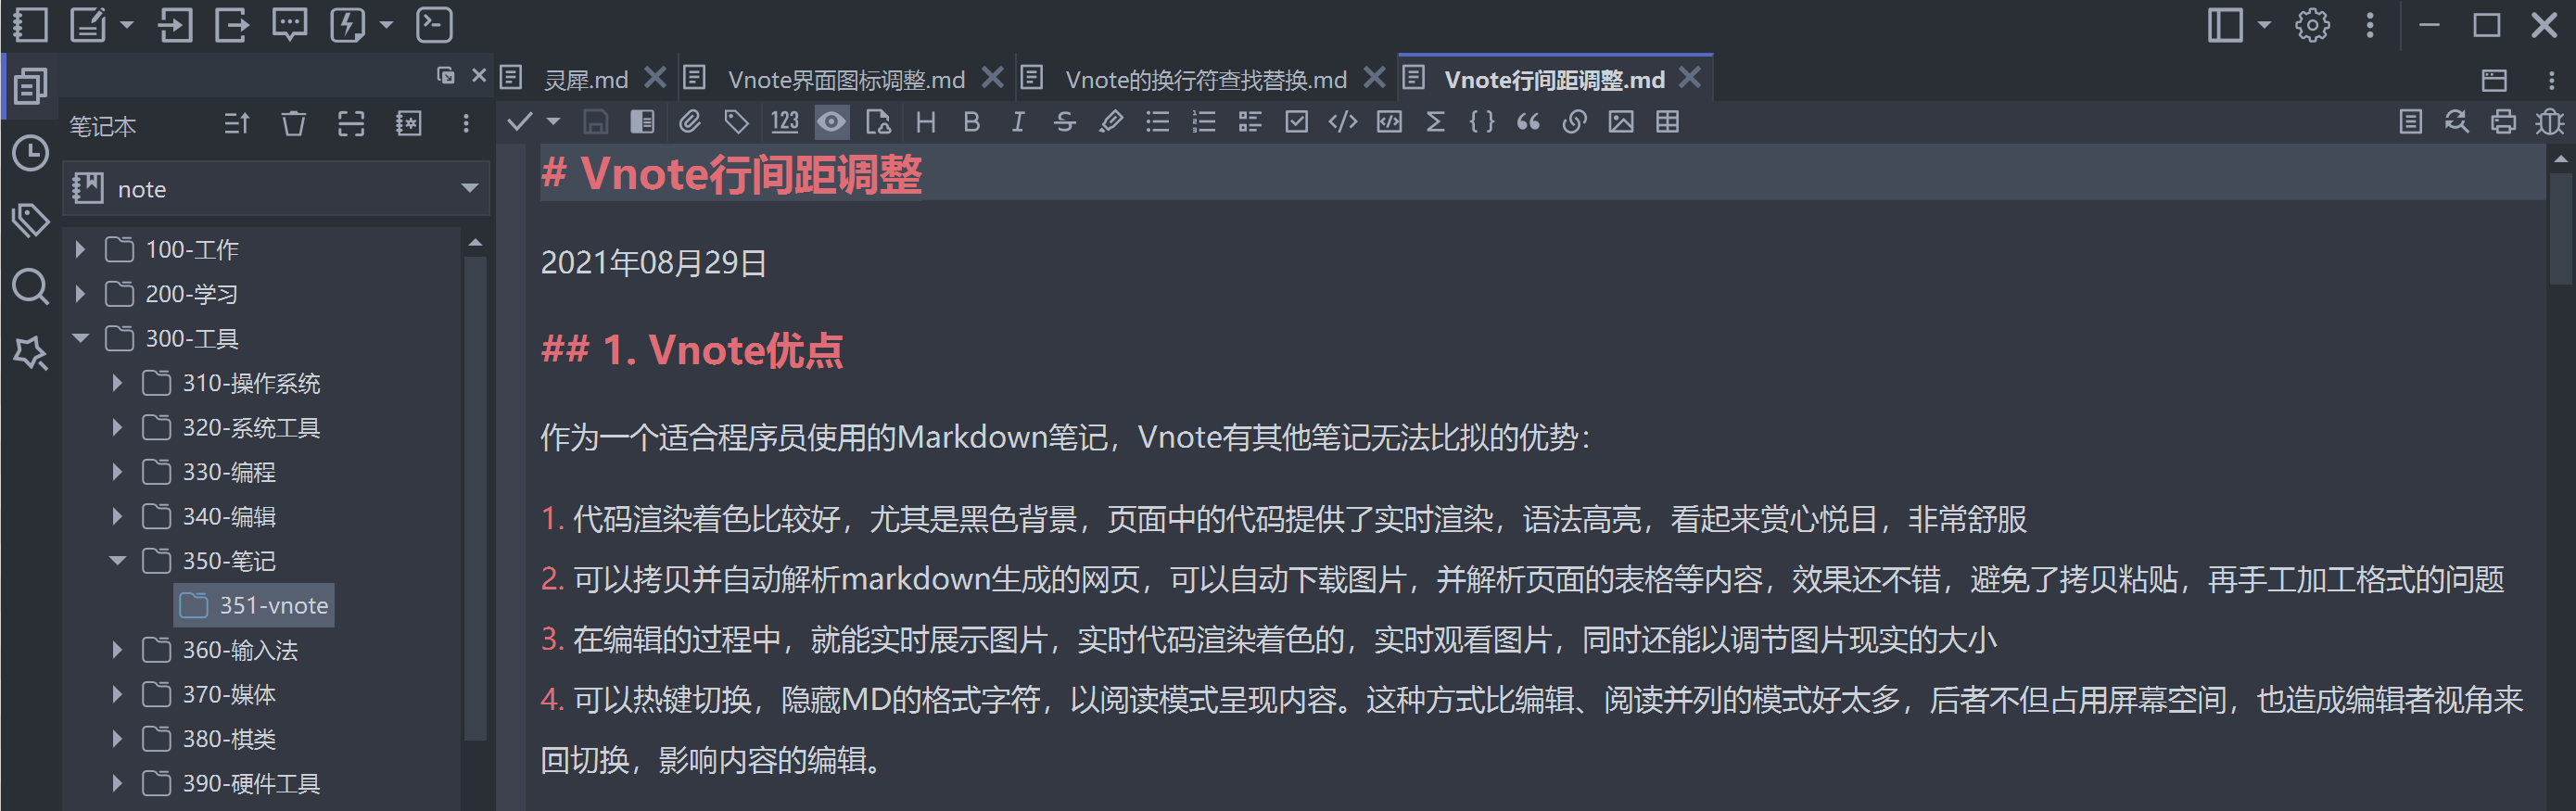 灵犀.md
Vnote界面图标调整.md
Vnote的换行符查找替换.md
Vnote行间距调整.md
笔记本
123
H B I S
note
100-工作
200-学习
300-工具
310-操作系统
320-系统工具
330-编程
340-编辑
350-笔记
351-vnote
360-输入法
370-媒体
380-棋类
390-硬件工具
# Vnote行间距调整
2021年08月29日
## 1. Vnote优点
作为一个适合程序员使用的Markdown笔记，Vnote有其他笔记无法比拟的优势：
1. 代码渲染着色比较好，尤其是黑色背景，页面中的代码提供了实时渲染，语法高亮，看起来赏心悦目，非常舒服
2. 可以拷贝并自动解析markdown生成的网页，可以自动下载图片，并解析页面的表格等内容，效果还不错，避免了拷贝粘贴，再手工加工格式的问题
3. 在编辑的过程中，就能实时展示图片，实时代码渲染着色的，实时观看图片，同时还能以调节图片现实的大小
4. 可以热键切换，隐藏MD的格式字符，以阅读模式呈现内容。这种方式比编辑、阅读并列的模式好太多，后者不但占用屏幕空间，也造成编辑者视角来
回切换，影响内容的编辑。